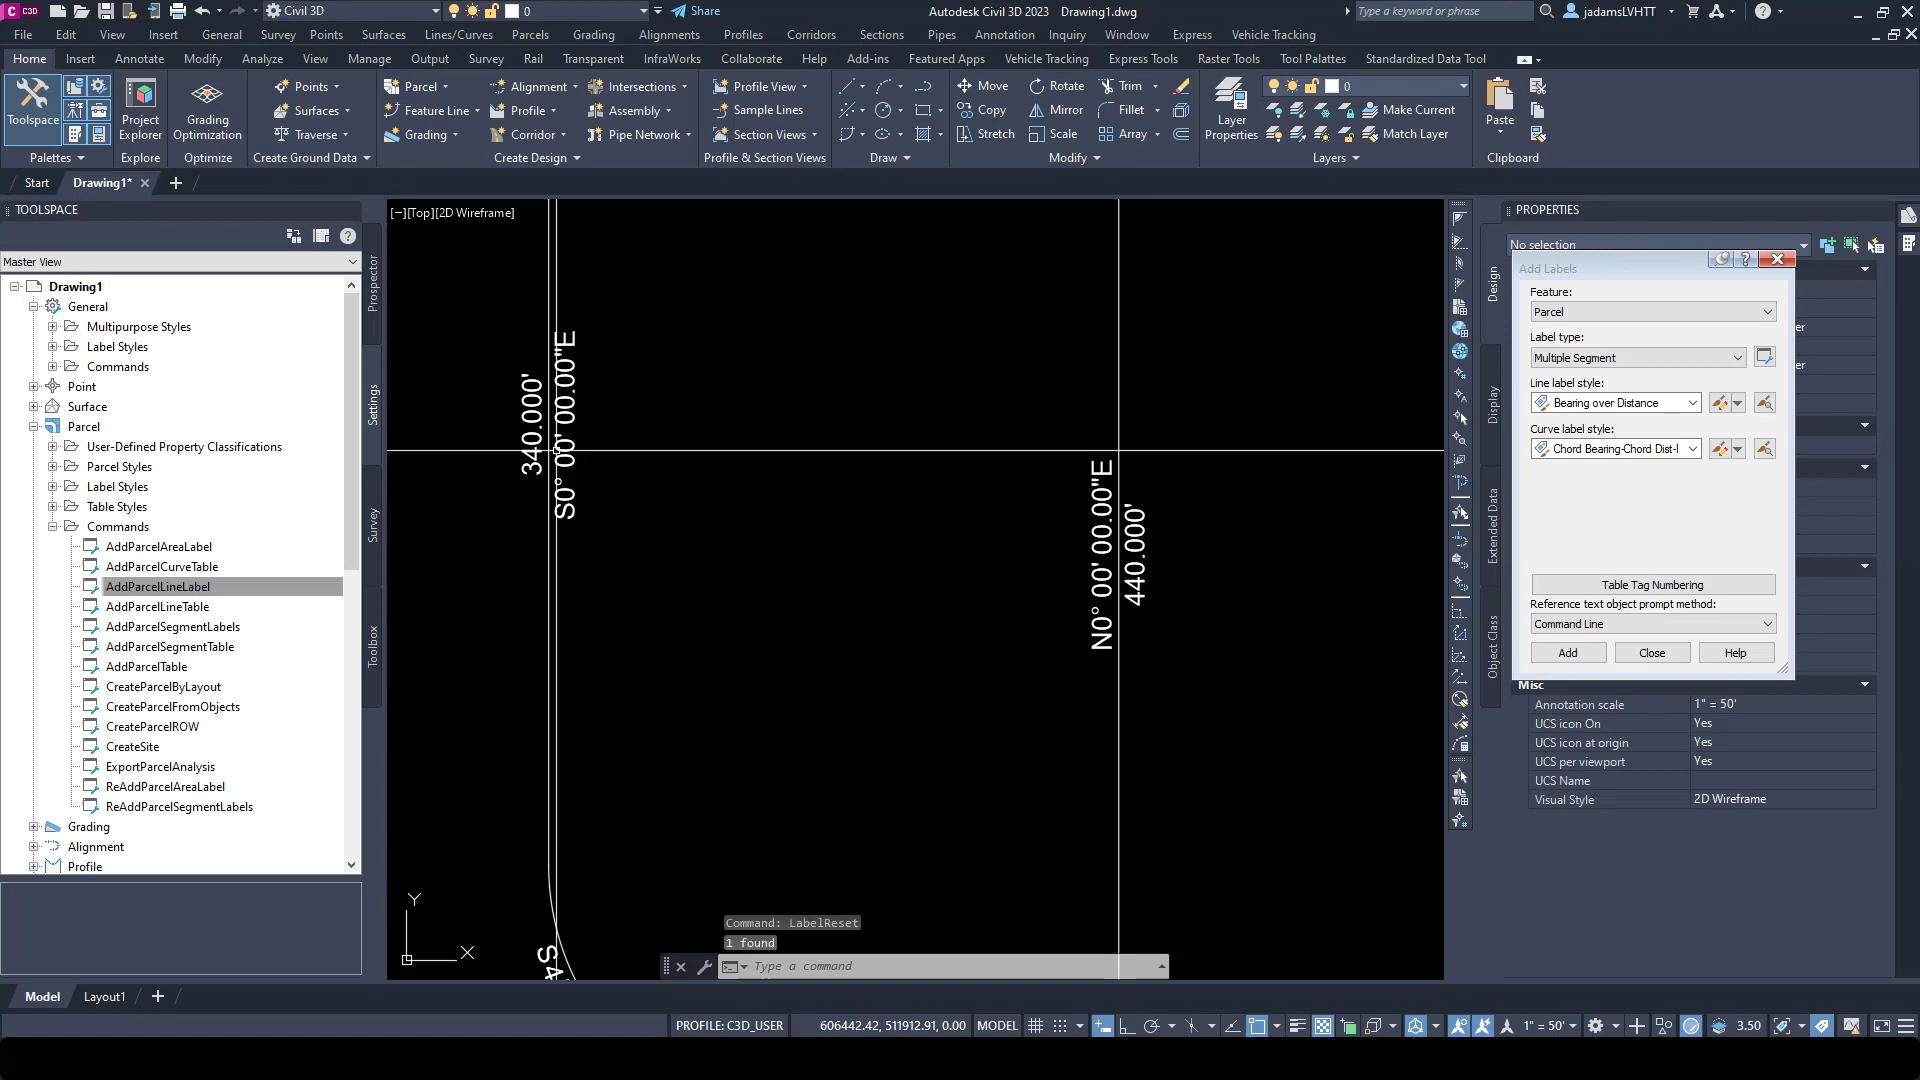 C3D Civil 3D 0 Share Autodesk Civil 3D 2023 Drawing1.dwg Type a keyword or phrase jadamsLVHTT
File Edit View Insert General Survey Points Surfaces Lines/Curves Parcels Grading Alignments Profiles Corridors Sections Pipes Annotation Inquiry Window Express Vehicle Tracking
Home Insert Annotate Modify Analyze View Manage Output Survey Rail Transparent InfraWorks Collaborate Help Add-ins Featured Apps Vehicle Tracking Express Tools Raster Tools Tool Palettes Standardized Data Tool
Points Parcel Alignment Intersections Profile View Move Rotate Trim 0
Surfaces Feature Line Profile Assembly Sample Lines Copy Mirror Fillet Make Current
Toolspace Project Explorer Grading Optimization Traverse Grading Corridor Pipe Network Section Views Stretch Scale Array Layer Properties Match Layer Paste
Palettes Explore Optimize Create Ground Data Create Design Profile & Section Views Draw Modify Layers Clipboard
Start Drawing1*
TOOLSPACE
Master View
Drawing1
General
Multipurpose Styles
Label Styles
Commands
Point
Surface
Parcel
User-Defined Property Classifications
Parcel Styles
Label Styles
Table Styles
Commands
AddParcelAreaLabel
AddParcelCurveTable
AddParcelLineLabel
AddParcelLineTable
AddParcelSegmentLabels
AddParcelSegmentTable
AddParcelTable
CreateParcelByLayout
CreateParcelFromObjects
CreateParcelROW
CreateSite
ExportParcelAnalysis
ReAddParcelAreaLabel
ReAddParcelSegmentLabels
Grading
Alignment
Profile
Prospector
Settings
Survey
Toolbox
[−][Top][2D Wireframe]
340.000'
S0° 00' 00.00"E
N0° 00' 00.00"E
440.000'
S4
Y
X
Command: LabelReset
1 found
Type a command
PROPERTIES
No selection
Design
Display
Extended Data
Object Class
Add Labels
Feature:
Parcel
Label type:
Multiple Segment
Line label style:
Bearing over Distance
Curve label style:
Chord Bearing-Chord Dist-I
Table Tag Numbering
Reference text object prompt method:
Command Line
Add Close Help
er
er
Misc
Annotation scale 1" = 50'
UCS icon On Yes
UCS icon at origin Yes
UCS per viewport Yes
UCS Name
Visual Style 2D Wireframe
Model Layout1
PROFILE: C3D_USER 606442.42, 511912.91, 0.00 MODEL 1" = 50' 3.50